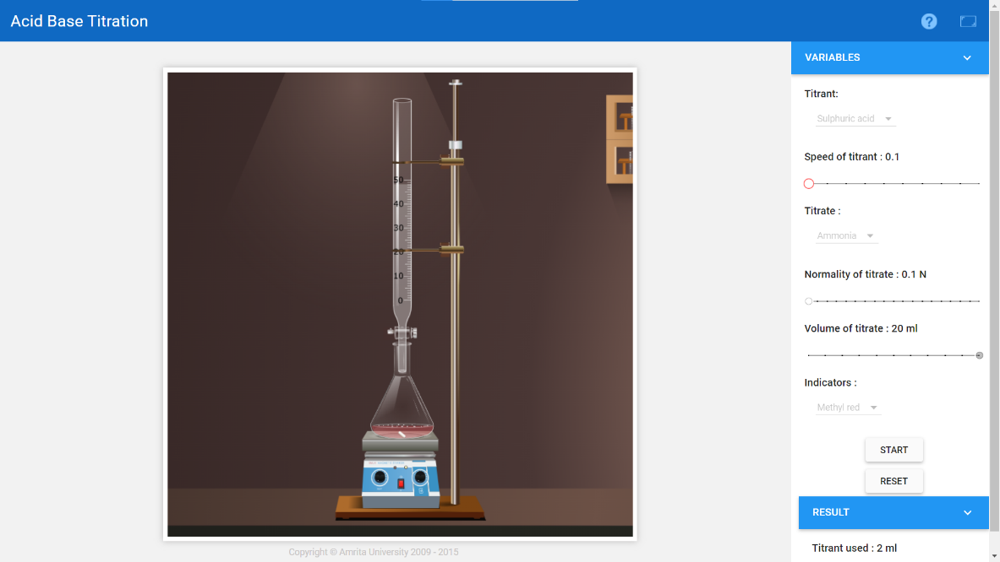 Acid Base Titration
?
VARIABLES
Titrant:
Sulphuric acid
Speed of titrant : 0.1
Titrate :
Ammonia
Normality of titrate : 0.1 N
Volume of titrate : 20 ml
Indicators :
Methyl red
START
RESET
RESULT
Titrant used : 2 ml
50
40
30
20
10
0
Copyright © Amrita University 2009 - 2015